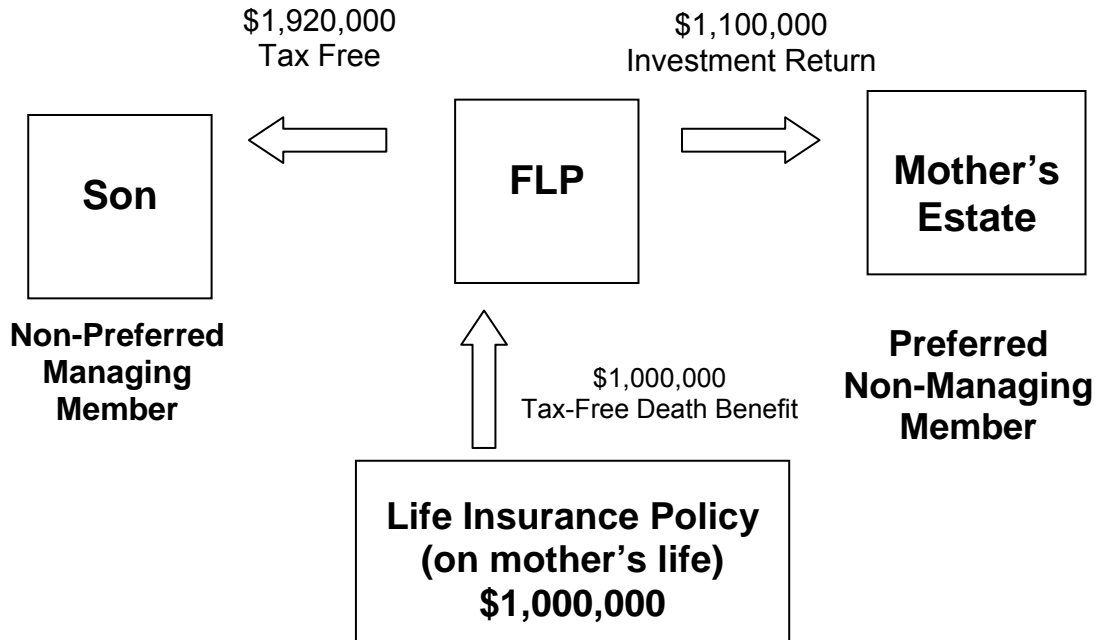 $1,920,000
Tax Free
$1,100,000
Investment Return
Son
FLP
Mother’s
Estate
Non-Preferred
Managing
Member
Preferred
Non-Managing
Member
$1,000,000
Tax-Free Death Benefit
Life Insurance Policy
(on mother’s life)
$1,000,000